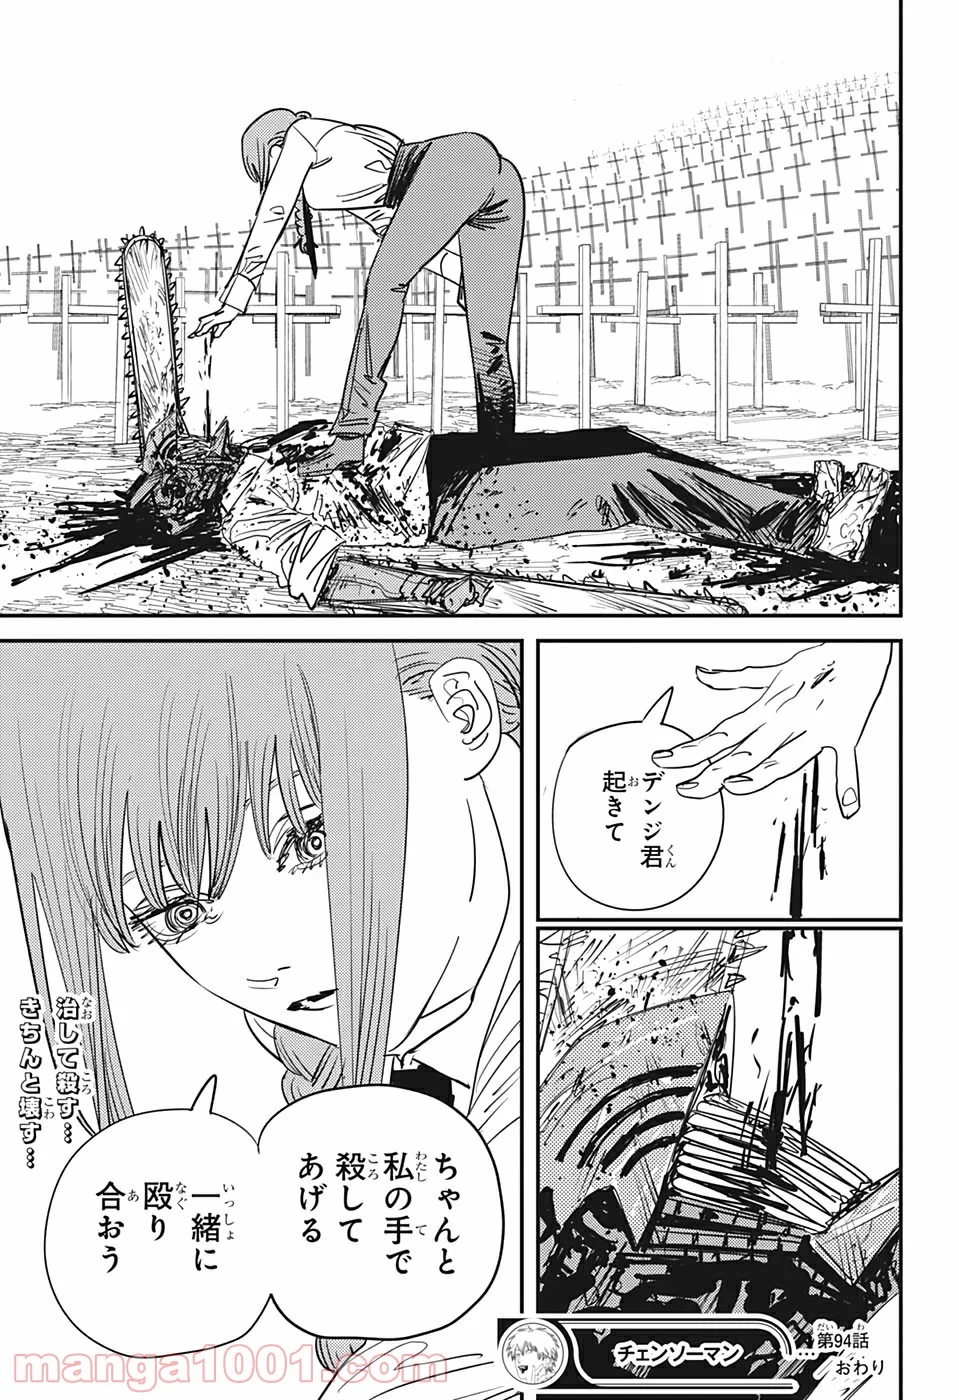 デンジ君
起きて
ちゃんと
私の手で
殺して
あげる
一緒に
殴り
合おう
治して殺す…
きちんと壊す…
チェンソーマン
第94話
おわり
manga1001.com